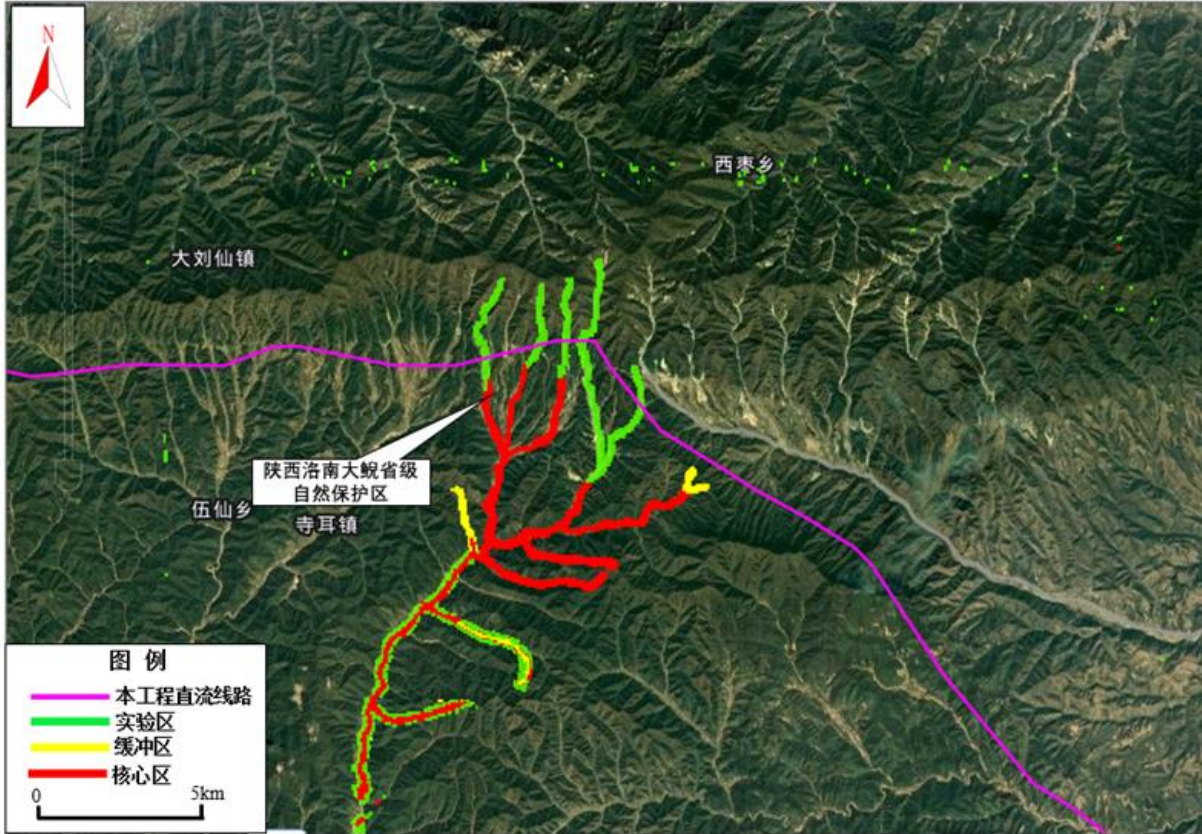 N
西枣乡
大刘仙镇
陕西洛南大鲵省级
自然保护区
伍仙乡
寺耳镇
图 例
本工程直流线路
实验区
缓冲区
核心区
0 5km